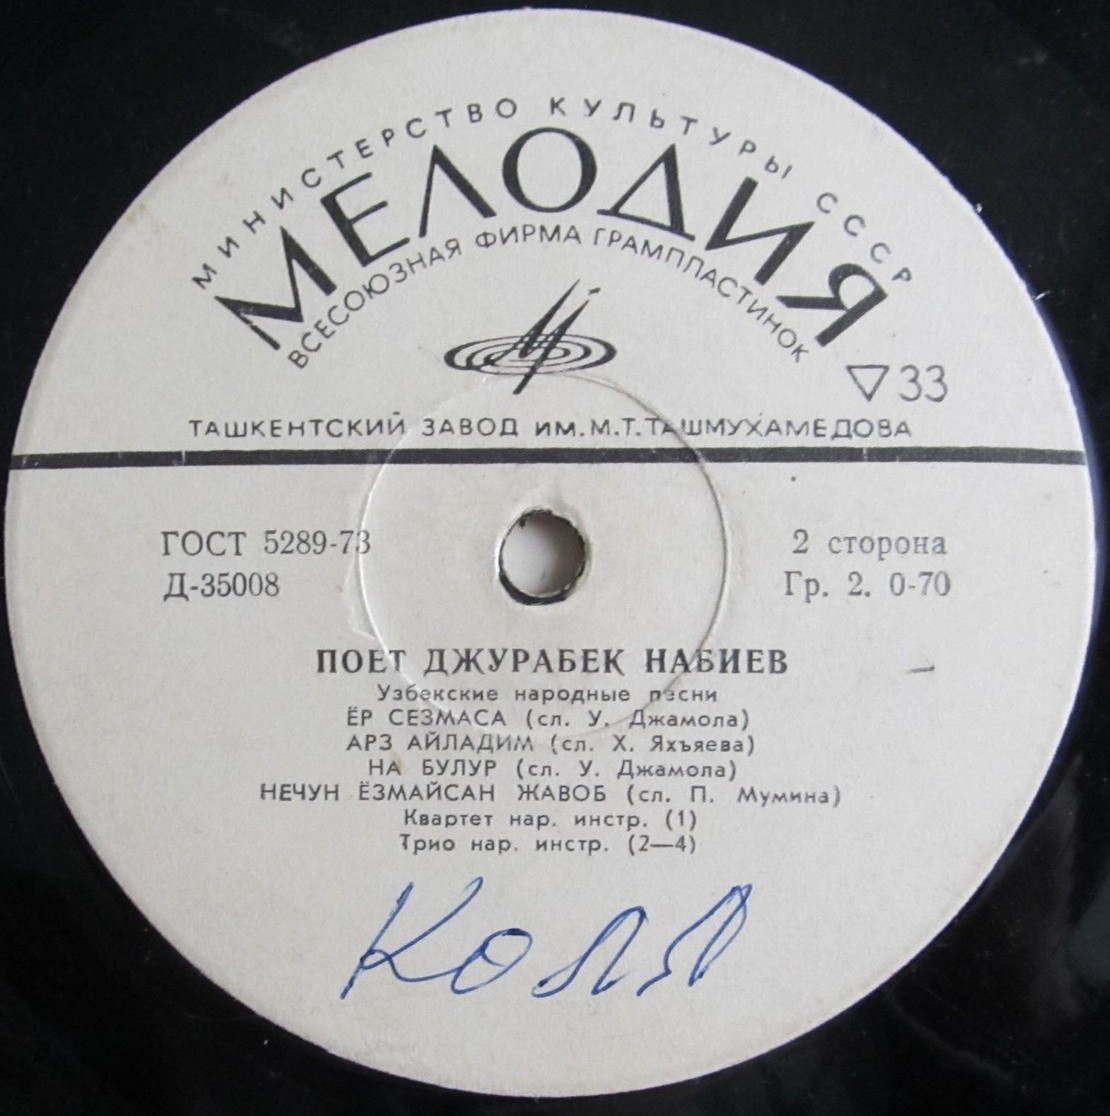 МИНИСТЕРСТВО КУЛЬТУРЫ СССР
МЕЛОДИЯ
ВСЕСОЮЗНАЯ ФИРМА ГРАМПЛАСТИНОК
▽33
ТАШКЕНТСКИЙ ЗАВОД ИМ.М.Т.ТАШМУХАМЕДОВА
ГОСТ 5289-73
2 сторона
Д-35008
Гр. 2. 0-70
ПОЕТ ДЖУРАБЕК НАБИЕВ
Узбекские народные песни
ЁР СЕЗМАСА (сл. У. Джамола)
АРЗ АЙЛАДИМ (сл. Х. Яхъяева)
НА БУЛУР (сл. У. Джамола)
НЕЧУН ЁЗМАЙСАН ЖАВОБ (сл. П. Мумина)
Квартет нар. инстр. (1)
Трио нар. инстр. (2—4)
Коля